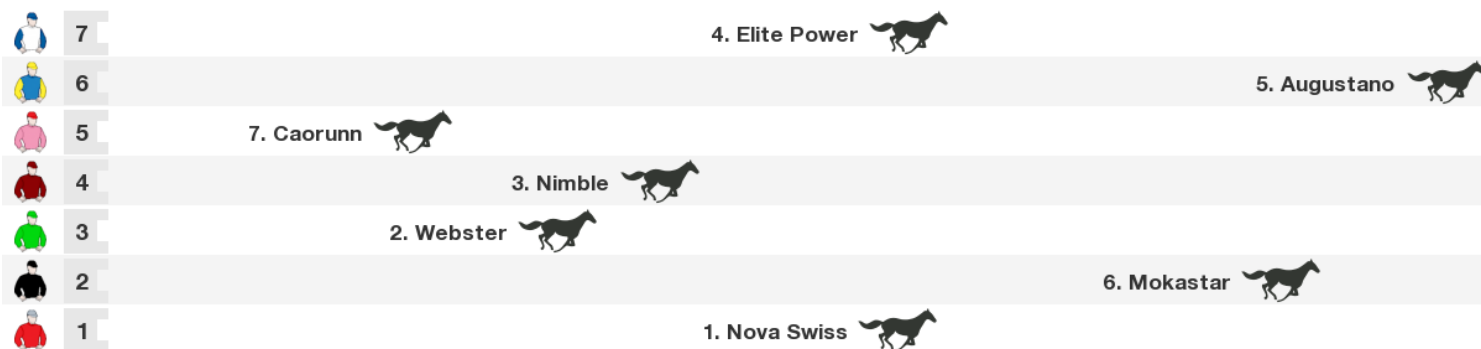 7 4. Elite Power
6 5. Augustano
5 7. Caorunn
4 3. Nimble
3 2. Webster
2 6. Mokastar
1 1. Nova Swiss